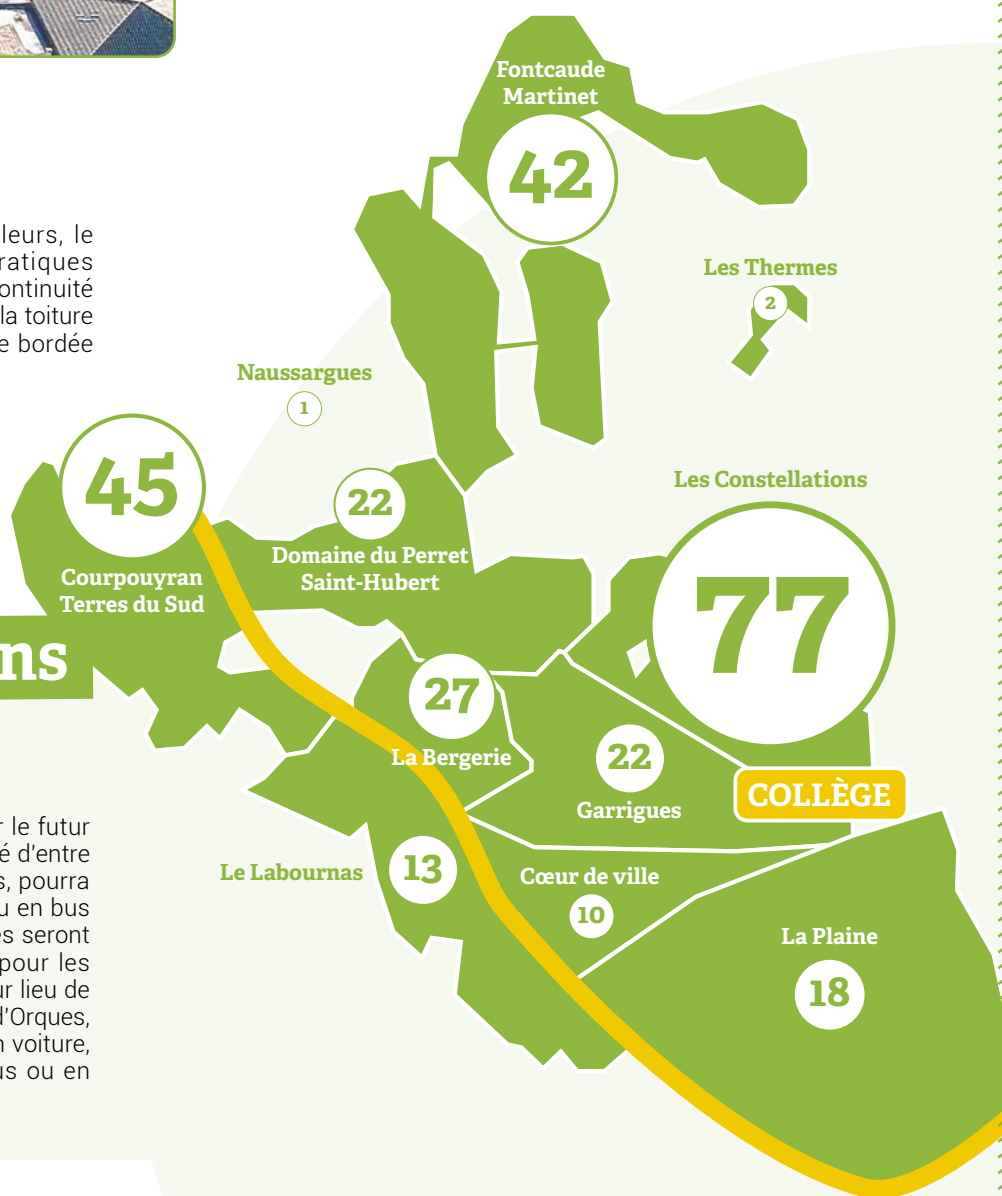 leurs, le
ratiques
ontinuité
la toiture
e bordée
ns
r le futur
é d'entre
s, pourra
u en bus
es seront
pour les
ur lieu de
d'Orques,
n voiture,
us ou en
Fontcaude
Martinet
42
Les Thermes
2
Naussargues
1
45
Courpouyran
Terres du Sud
22
Domaine du Perret
Saint-Hubert
Les Constellations
77
27
La Bergerie
22
Garrigues
COLLÈGE
Le Labournas
13
Cœur de ville
10
La Plaine
18